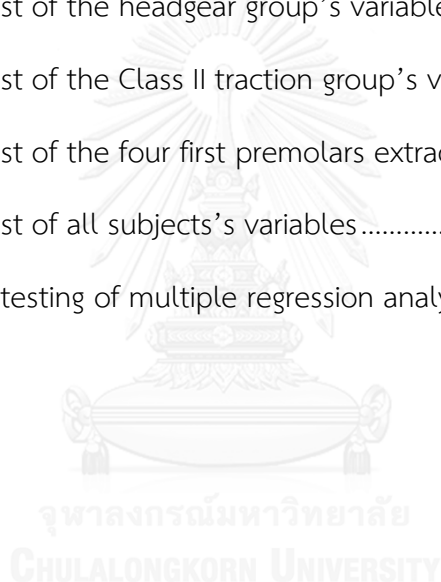 st of the headgear group's variable
st of the Class II traction group's v
st of the four first premolars extrac
st of all subjects's variables............
testing of multiple regression analy
จุฬาลงกรณ์มหาวิทยาลัย
CHULALONGKORN UNIVERSITY